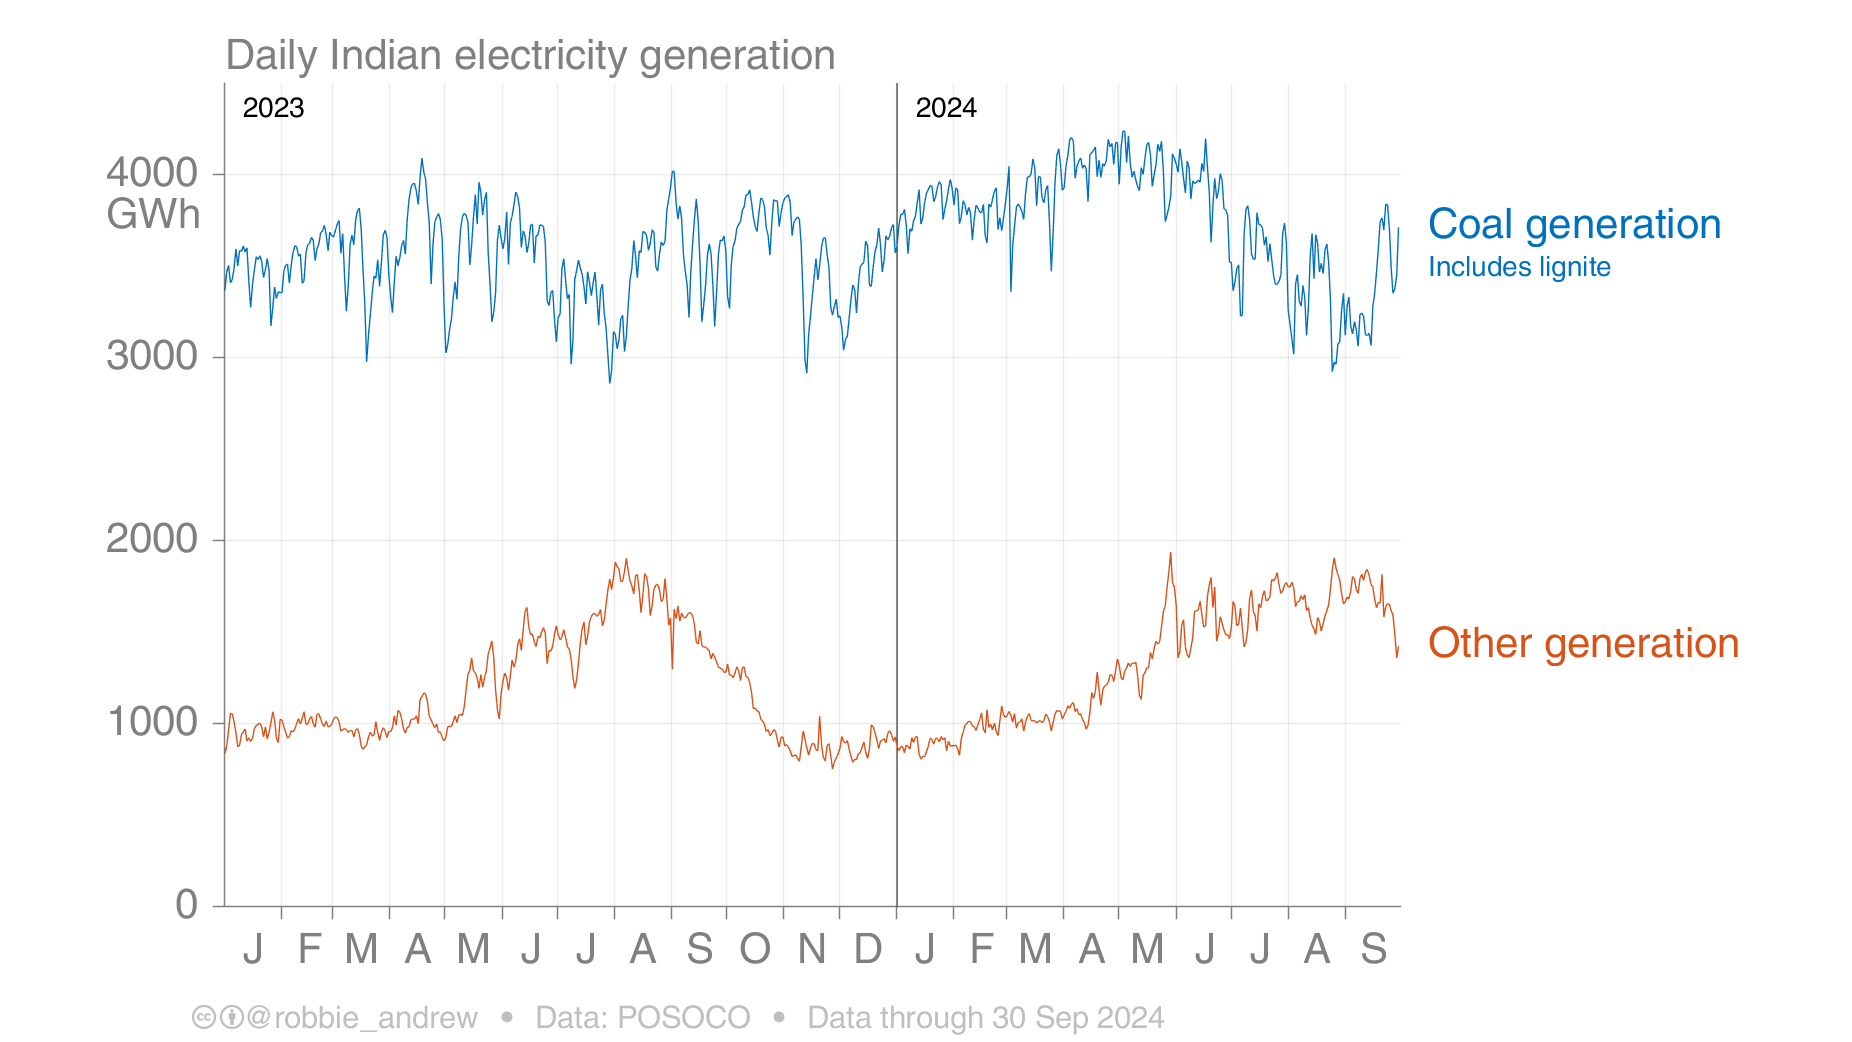 Daily Indian electricity generation
2023
2024
4000
GWh
3000
2000
1000
0
Coal generation
Includes lignite
Other generation
J F M A M J J A S O N D J F M A M J J A S
@robbie_andrew • Data: POSOCO • Data through 30 Sep 2024